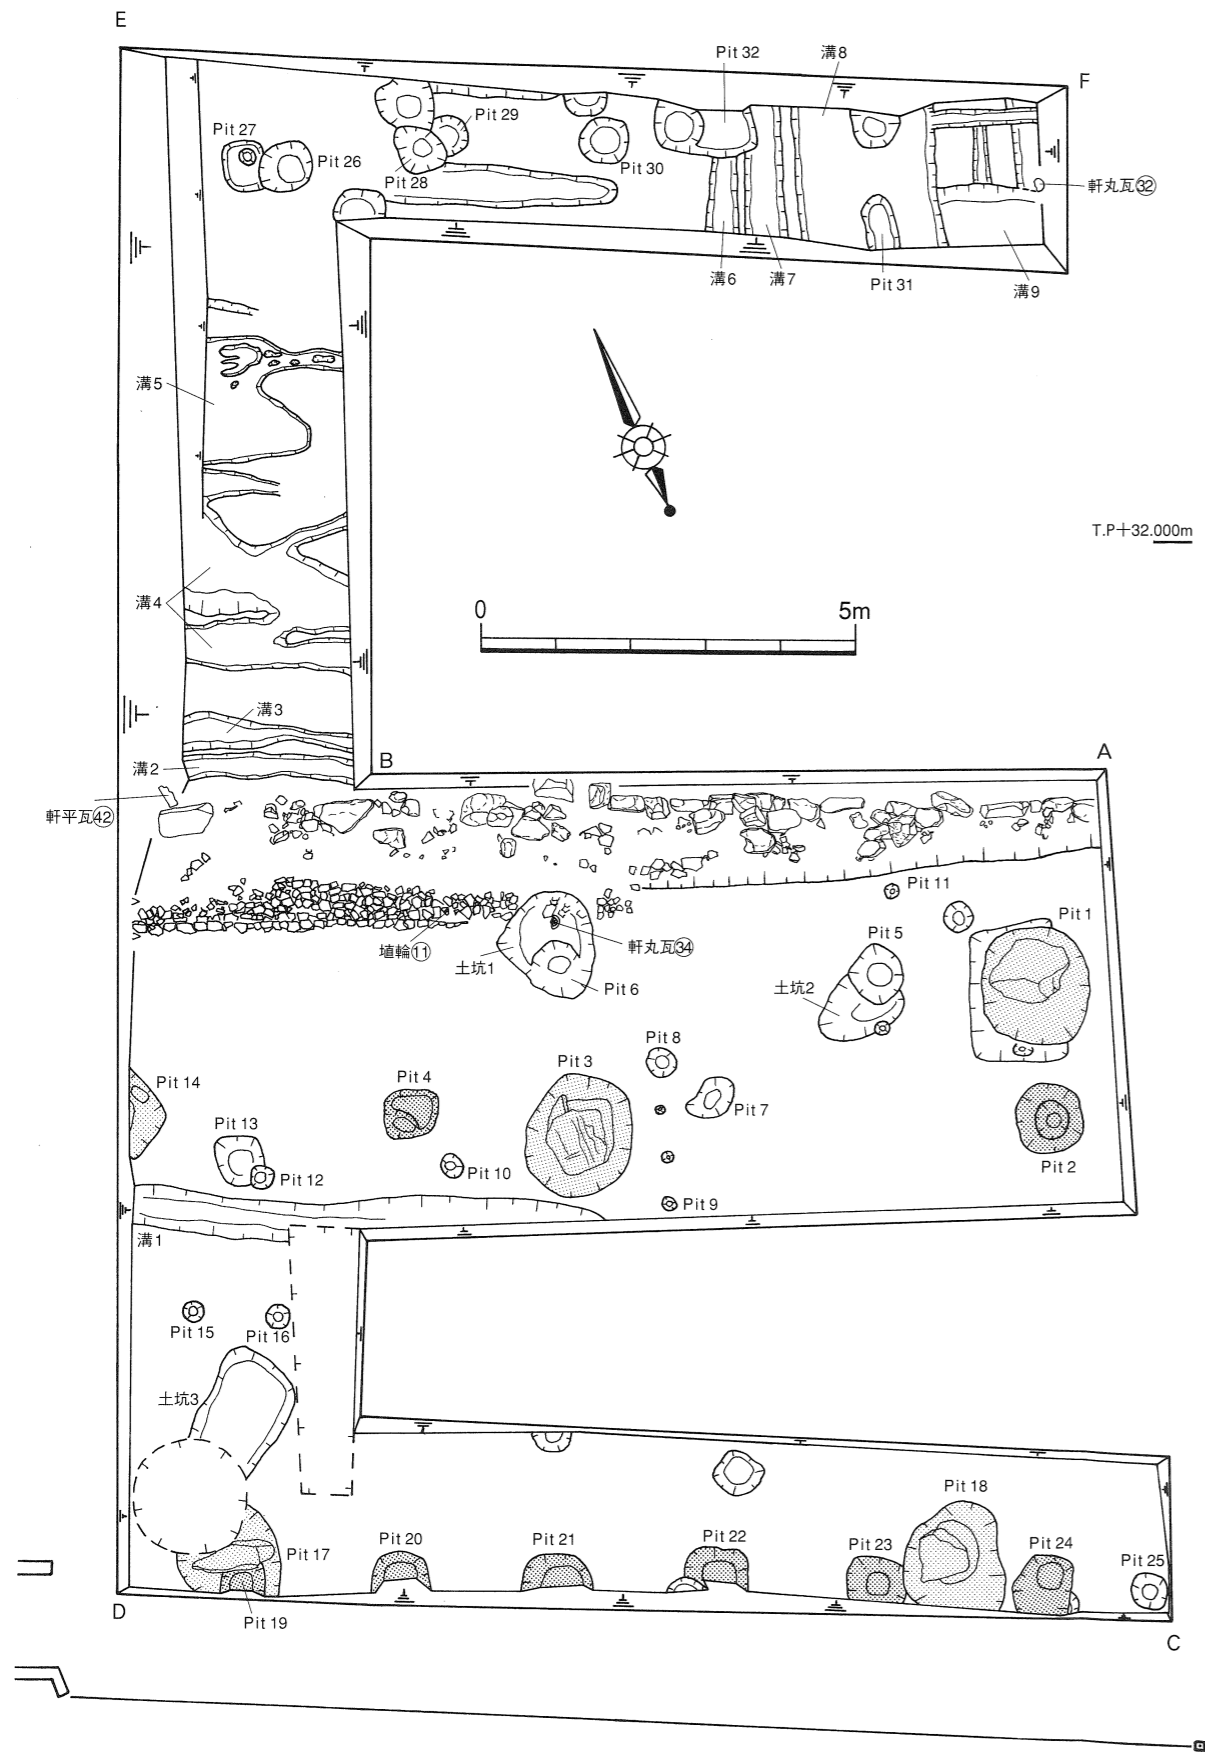 E
Pit 32
溝8
F
Pit 29
Pit 27
Pit 26
Pit 28
Pit 30
軒丸瓦㉜
溝6
溝7
Pit 31
溝9
溝5
T.P+32.000m
溝4
0 5m
溝3
B
A
溝2
軒平瓦㊷
Pit 11
Pit 1
Pit 5
埴輪⑪
軒丸瓦㉞
土坑1
土坑2
Pit 6
Pit 8
Pit 3
Pit 14
Pit 4
Pit 7
Pit 13
Pit 2
Pit 12
Pit 10
Pit 9
溝1
Pit 15
Pit 16
土坑3
Pit 18
Pit 17
Pit 20
Pit 21
Pit 22
Pit 23
Pit 24
Pit 25
D
Pit 19
C